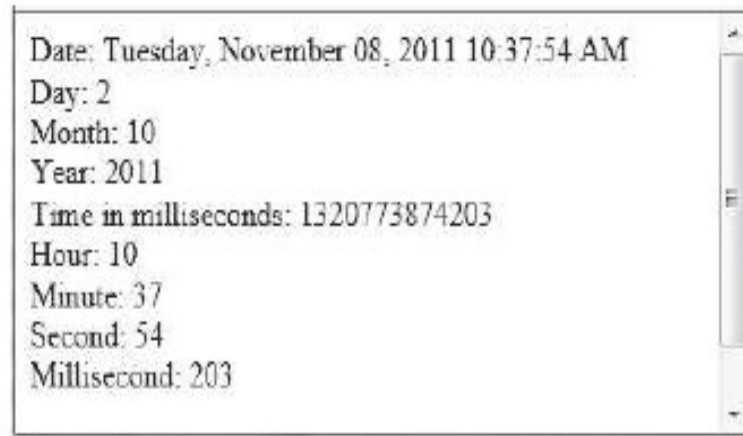 Date: Tuesday, November 08, 2011 10:37:54 AM
Day: 2
Month: 10
Year: 2011
Time in milliseconds: 1320773874203
Hour: 10
Minute: 37
Second: 54
Millisecond: 203